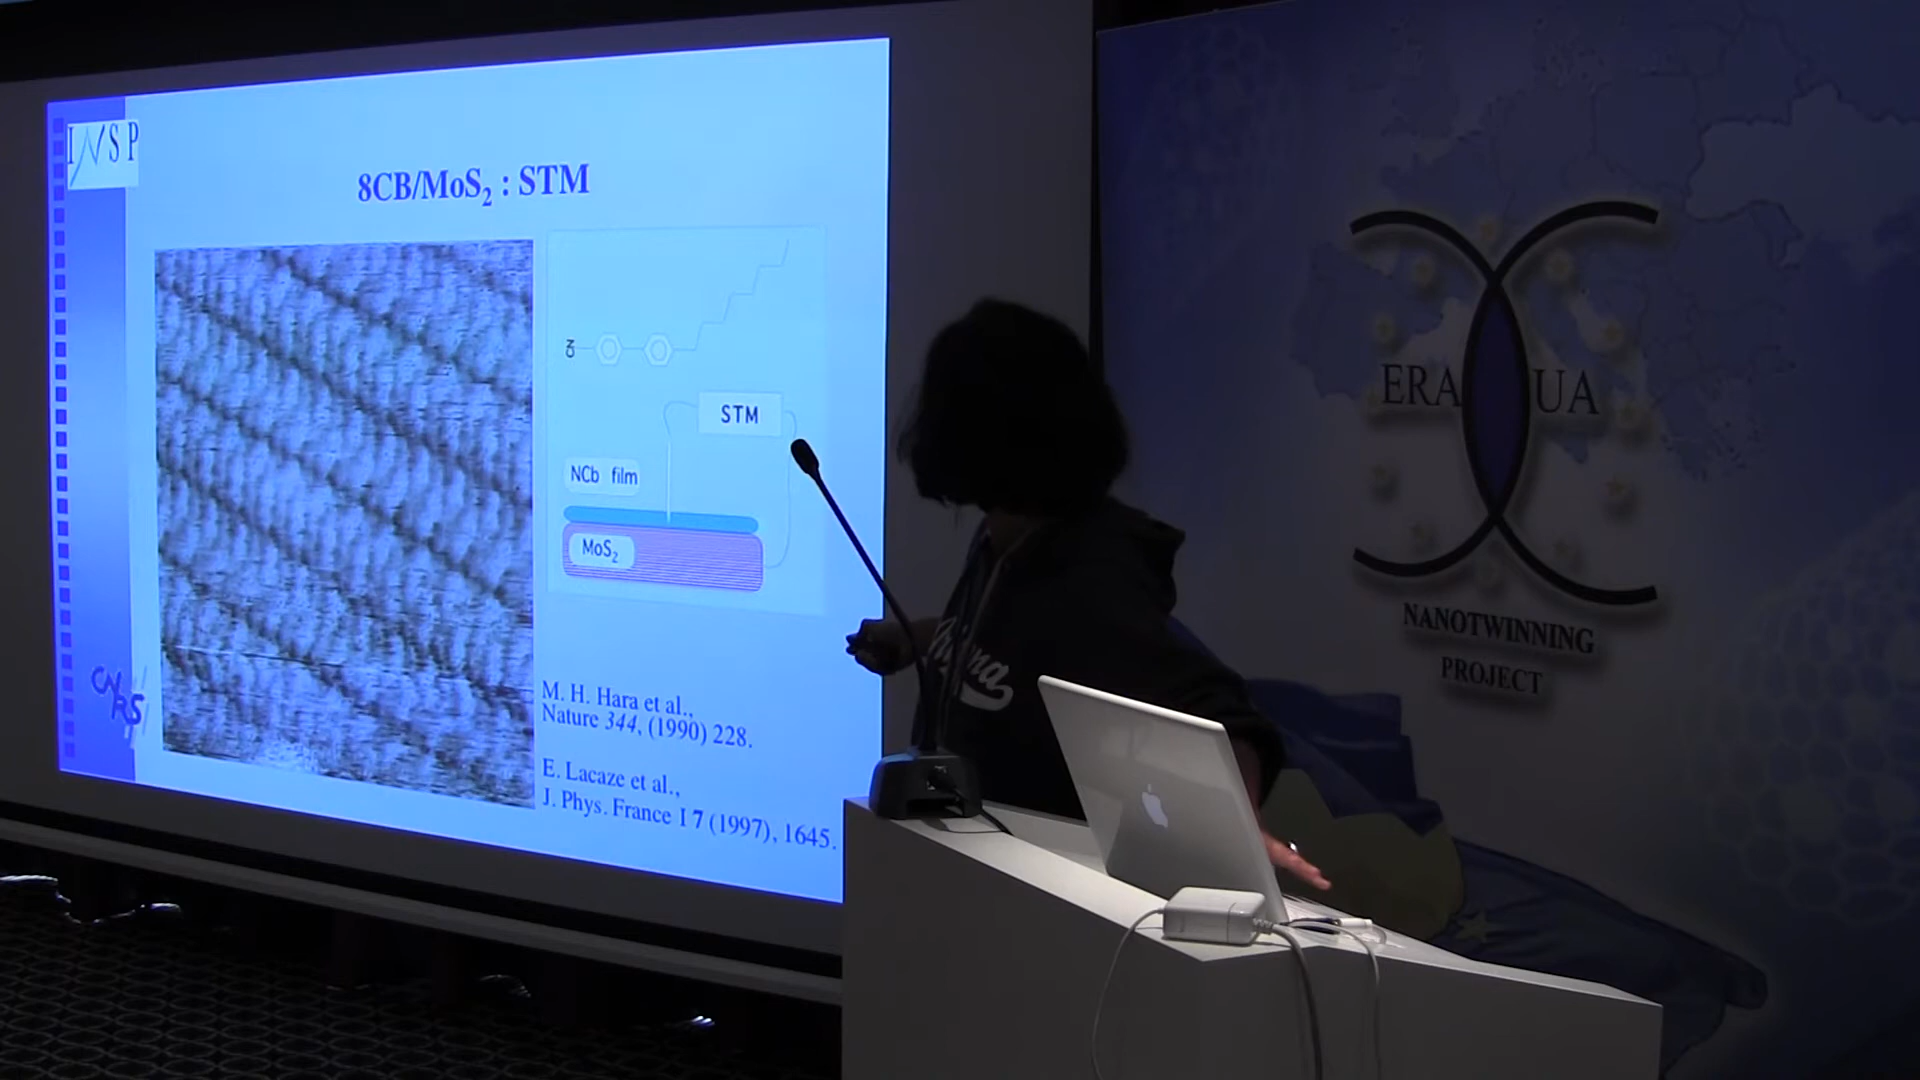 INSP
8CB/MoS₂ : STM
CN
STM
NCb film
MoS₂
M. H. Hara et al.,
Nature 344, (1990) 228.
E. Lacaze et al.,
J. Phys. France I 7 (1997), 1645.
CNRS
ERA UA
NANOTWINNING
PROJECT